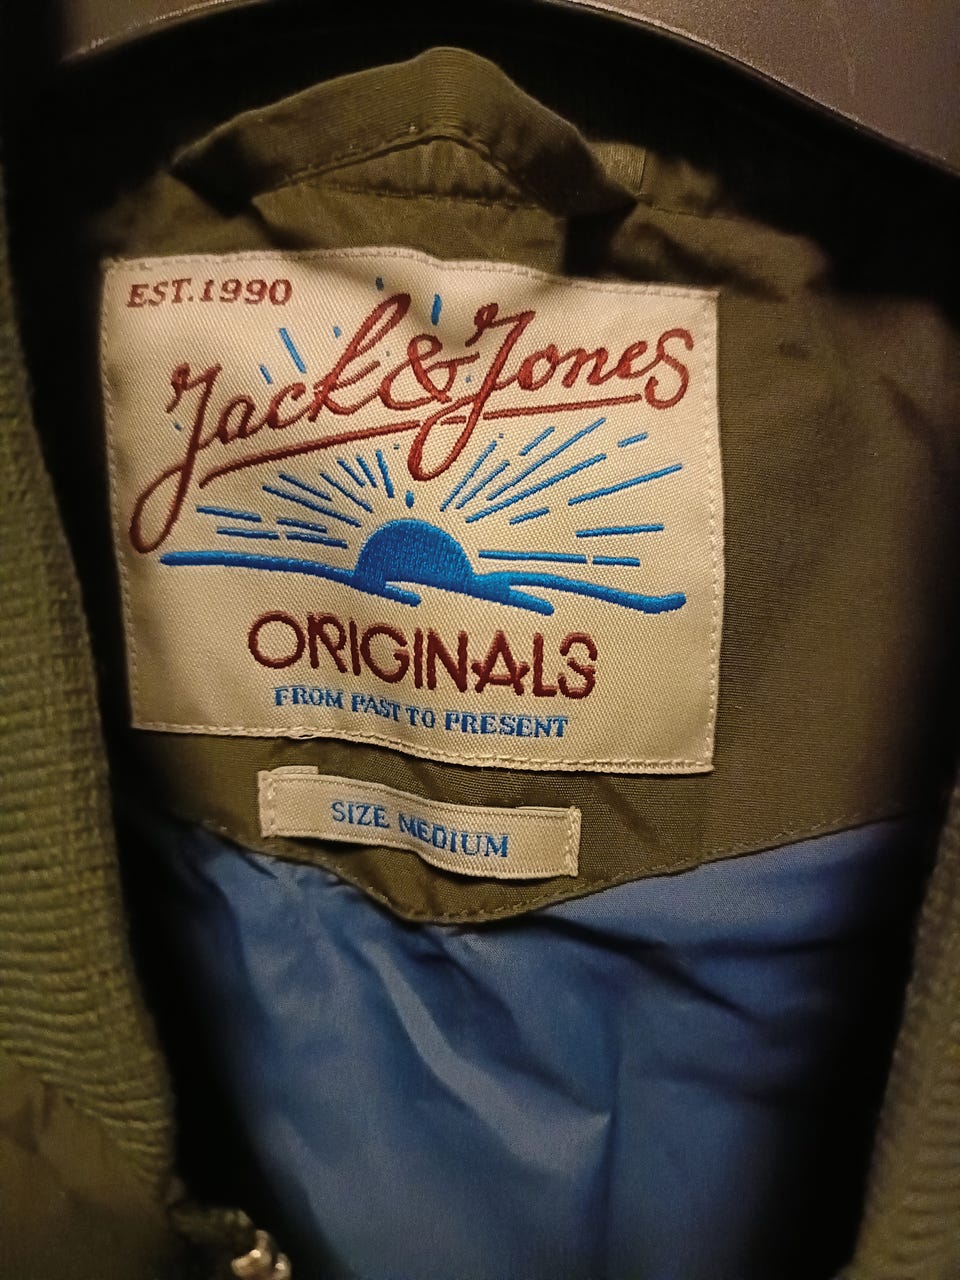 EST.1990
Jack & Jones
ORIGINALS
FROM PAST TO PRESENT
SIZE MEDIUM